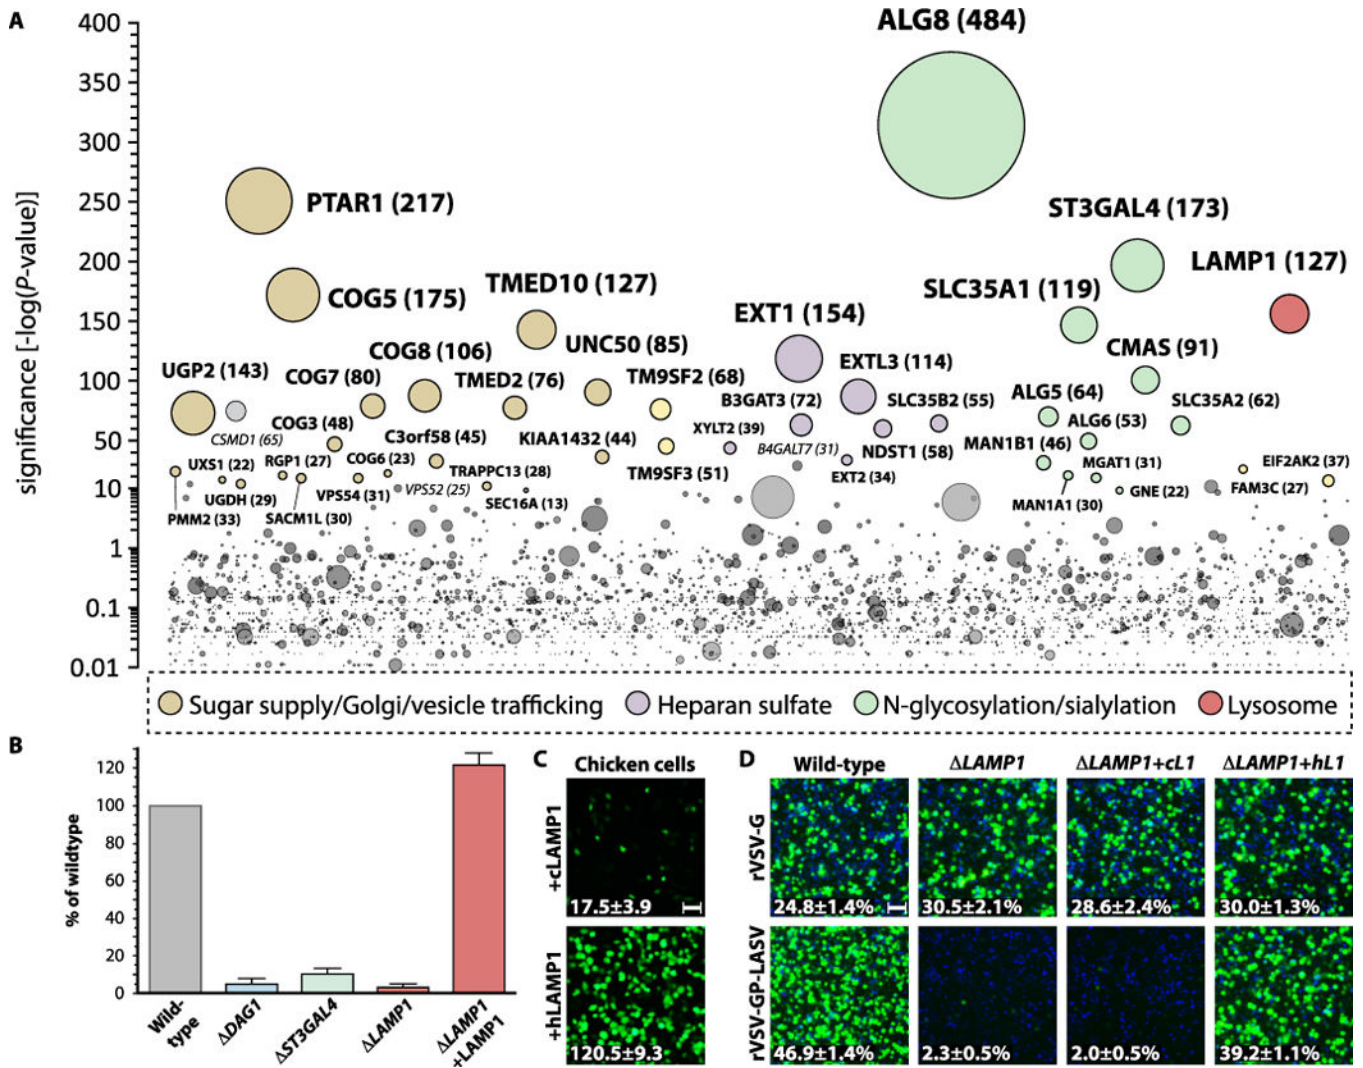 A
significance [-log(P-value)]
400
350
300
250
200
150
100
50
10
1
0.1
0.01
ALG8 (484)
PTAR1 (217)
ST3GAL4 (173)
LAMP1 (127)
COG5 (175)
TMED10 (127)
SLC35A1 (119)
EXT1 (154)
UNC50 (85)
CMAS (91)
COG8 (106)
EXTL3 (114)
UGP2 (143)
COG7 (80)
TMED2 (76)
TM9SF2 (68)
B3GAT3 (72)
SLC35B2 (55)
ALG5 (64)
SLC35A2 (62)
ALG6 (53)
COG3 (48)
CSMD1 (65)
C3orf58 (45)
KIAA1432 (44)
XYLT2 (39)
B4GALT7 (31)
NDST1 (58)
MAN1B1 (46)
UXS1 (22)
RGP1 (27)
COG6 (23)
TRAPPC13 (28)
TM9SF3 (51)
EXT2 (34)
MGAT1 (31)
EIF2AK2 (37)
UGDH (29)
VPS54 (31)
VPS52 (25)
SEC16A (13)
MAN1A1 (30)
GNE (22)
FAM3C (27)
PMM2 (33)
SACM1L (30)
Sugar supply/Golgi/vesicle trafficking
Heparan sulfate
N-glycosylation/sialylation
Lysosome
B
% of wildtype
120
100
80
60
40
20
0
Wild-
type
ΔDAG1
ΔST3GAL4
ΔLAMP1
ΔLAMP1
+LAMP1
C
Chicken cells
+cLAMP1
17.5±3.9
+hLAMP1
120.5±9.3
D
Wild-type
ΔLAMP1
ΔLAMP1+cL1
ΔLAMP1+hL1
rVSV-G
24.8±1.4%
30.5±2.1%
28.6±2.4%
30.0±1.3%
rVSV-GP-LASV
46.9±1.4%
2.3±0.5%
2.0±0.5%
39.2±1.1%